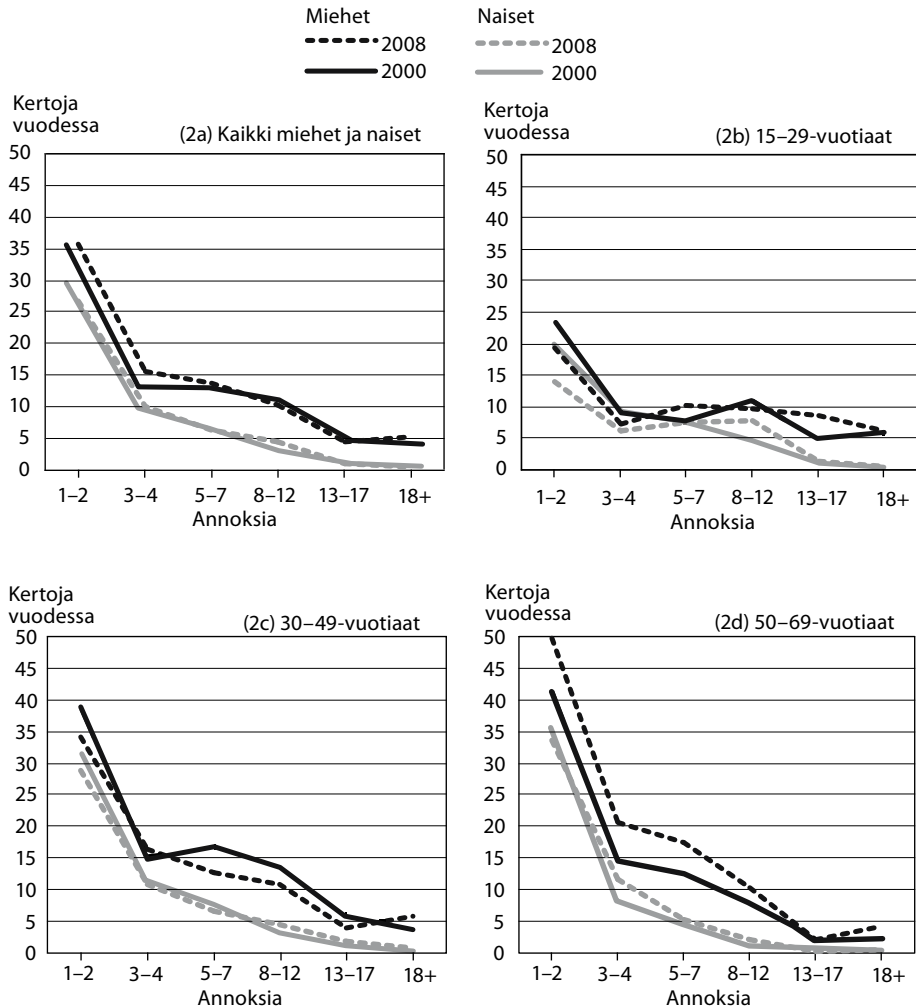 Miehet
2008
2000
Naiset
2008
2000
Kertoja
vuodessa
(2a) Kaikki miehet ja naiset
50
45
40
35
30
25
20
15
10
5
0
1–2 3–4 5–7 8–12 13–17 18+
Annoksia
Kertoja
vuodessa
(2b) 15–29-vuotiaat
50
45
40
35
30
25
20
15
10
5
0
1–2 3–4 5–7 8–12 13–17 18+
Annoksia
Kertoja
vuodessa
(2c) 30–49-vuotiaat
50
45
40
35
30
25
20
15
10
5
0
1–2 3–4 5–7 8–12 13–17 18+
Annoksia
Kertoja
vuodessa
(2d) 50–69-vuotiaat
50
45
40
35
30
25
20
15
10
5
0
1–2 3–4 5–7 8–12 13–17 18+
Annoksia